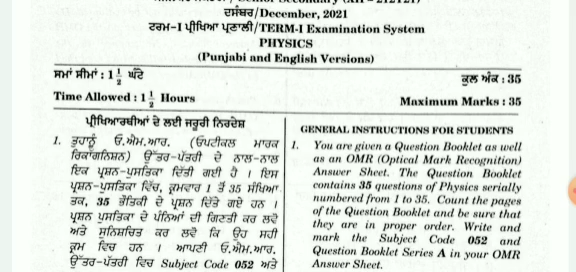 ਦਸੰਬਰ/December, 2021
ਟਰਮ-I ਪ੍ਰੀਖਿਆ ਪ੍ਰਣਾਲੀ/TERM-I Examination System
PHYSICS
(Punjabi and English Versions)
ਸਮਾਂ ਸੀਮਾਂ : 1 1/2 ਘੰਟੇ
ਕੁਲ ਅੰਕ : 35
Time Allowed : 1 1/2 Hours
Maximum Marks : 35
ਪ੍ਰੀਖਿਆਰਥੀਆਂ ਦੇ ਲਈ ਜਰੂਰੀ ਨਿਰਦੇਸ਼
1. ਤੁਹਾਨੂੰ ਓ.ਐਮ.ਆਰ. (ਓਪਟੀਕਲ ਮਾਰਕ
ਰਿਕਾੱਗਨਿਸ਼ਨ) ਉੱਤਰ-ਪੱਤਰੀ ਦੇ ਨਾਲ-ਨਾਲ
ਇਕ ਪ੍ਰਸ਼ਨ-ਪੁਸਤਿਕਾ ਦਿੱਤੀ ਗਈ ਹੈ । ਇਸ
ਪ੍ਰਸ਼ਨ-ਪੁਸਤਿਕਾ ਵਿੱਚ, ਕ੍ਰਮਵਾਰ 1 ਤੋਂ 35 ਸੰਖਿਆ
ਤਕ, 35 ਭੌਤਿਕੀ ਦੇ ਪ੍ਰਸ਼ਨ ਦਿੱਤੇ ਗਏ ਹਨ ।
ਪ੍ਰਸ਼ਨ ਪੁਸਤਿਕਾ ਦੇ ਪੰਨਿਆਂ ਦੀ ਗਿਣਤੀ ਕਰ ਲਵੋ
ਅਤੇ ਸੁਨਿਸ਼ਚਿਤ ਕਰ ਲਵੋ ਕਿ ਉਹ ਸਹੀ
ਕ੍ਰਮ ਵਿਚ ਹਨ । ਆਪਣੀ ਓ.ਐਮ.ਆਰ.
ਉੱਤਰ-ਪੱਤਰੀ ਵਿਚ Subject Code 052 ਅਤੇ
GENERAL INSTRUCTIONS FOR STUDENTS
1. You are given a Question Booklet as well
as an OMR (Optical Mark Recognition)
Answer Sheet. The Question Booklet
contains 35 questions of Physics serially
numbered from 1 to 35. Count the pages
of the Question Booklet and be sure that
they are in proper order. Write and
mark the Subject Code 052 and
Question Booklet Series A in your OMR
Answer Sheet.